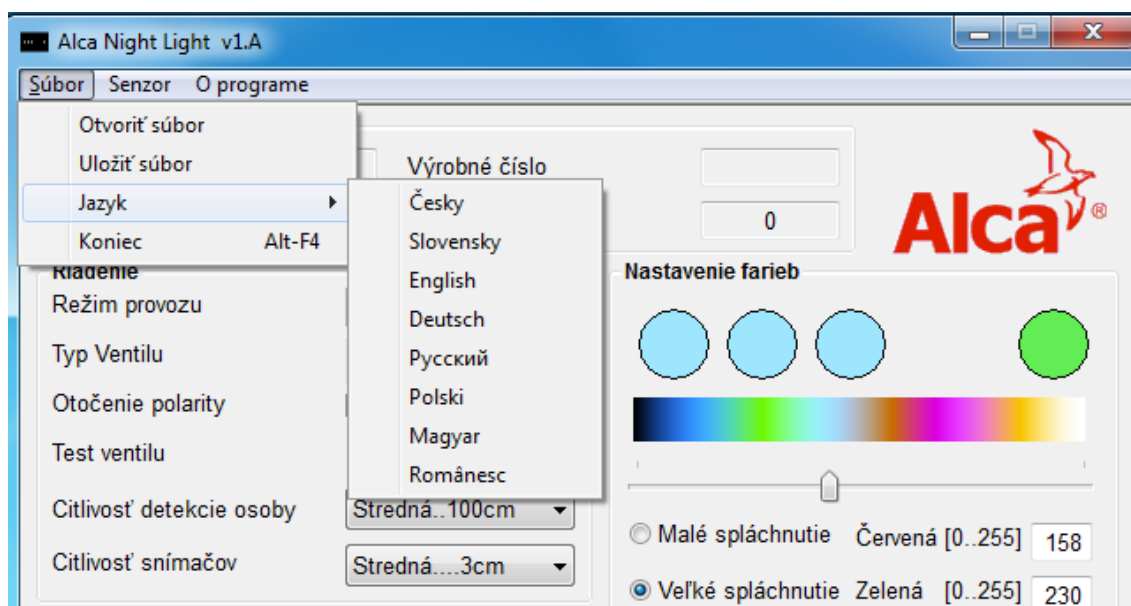 Alca Night Light v1.A
Súbor Senzor O programe
Otvoriť súbor
Uložiť súbor
Jazyk
Koniec Alt-F4
Česky
Slovensky
English
Deutsch
Русский
Polski
Magyar
Românesc
Výrobné číslo
0
Alca®
Riadenie
Režim provozu
Typ Ventilu
Otočenie polarity
Test ventilu
Citlivosť detekcie osoby Stredná..100cm
Citlivosť snímačov Stredná....3cm
Nastavenie farieb
Malé spláchnutie Červená [0..255] 158
Veľké spláchnutie Zelená [0..255] 230